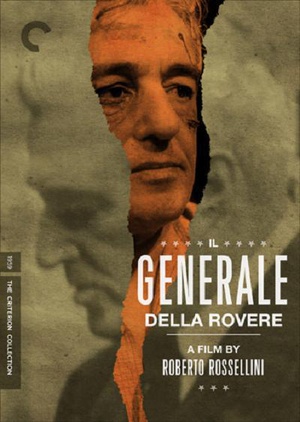 IL
GENERALE
DELLA ROVERE
A FILM BY
ROBERTO ROSSELLINI
1959
THE CRITERION COLLECTION